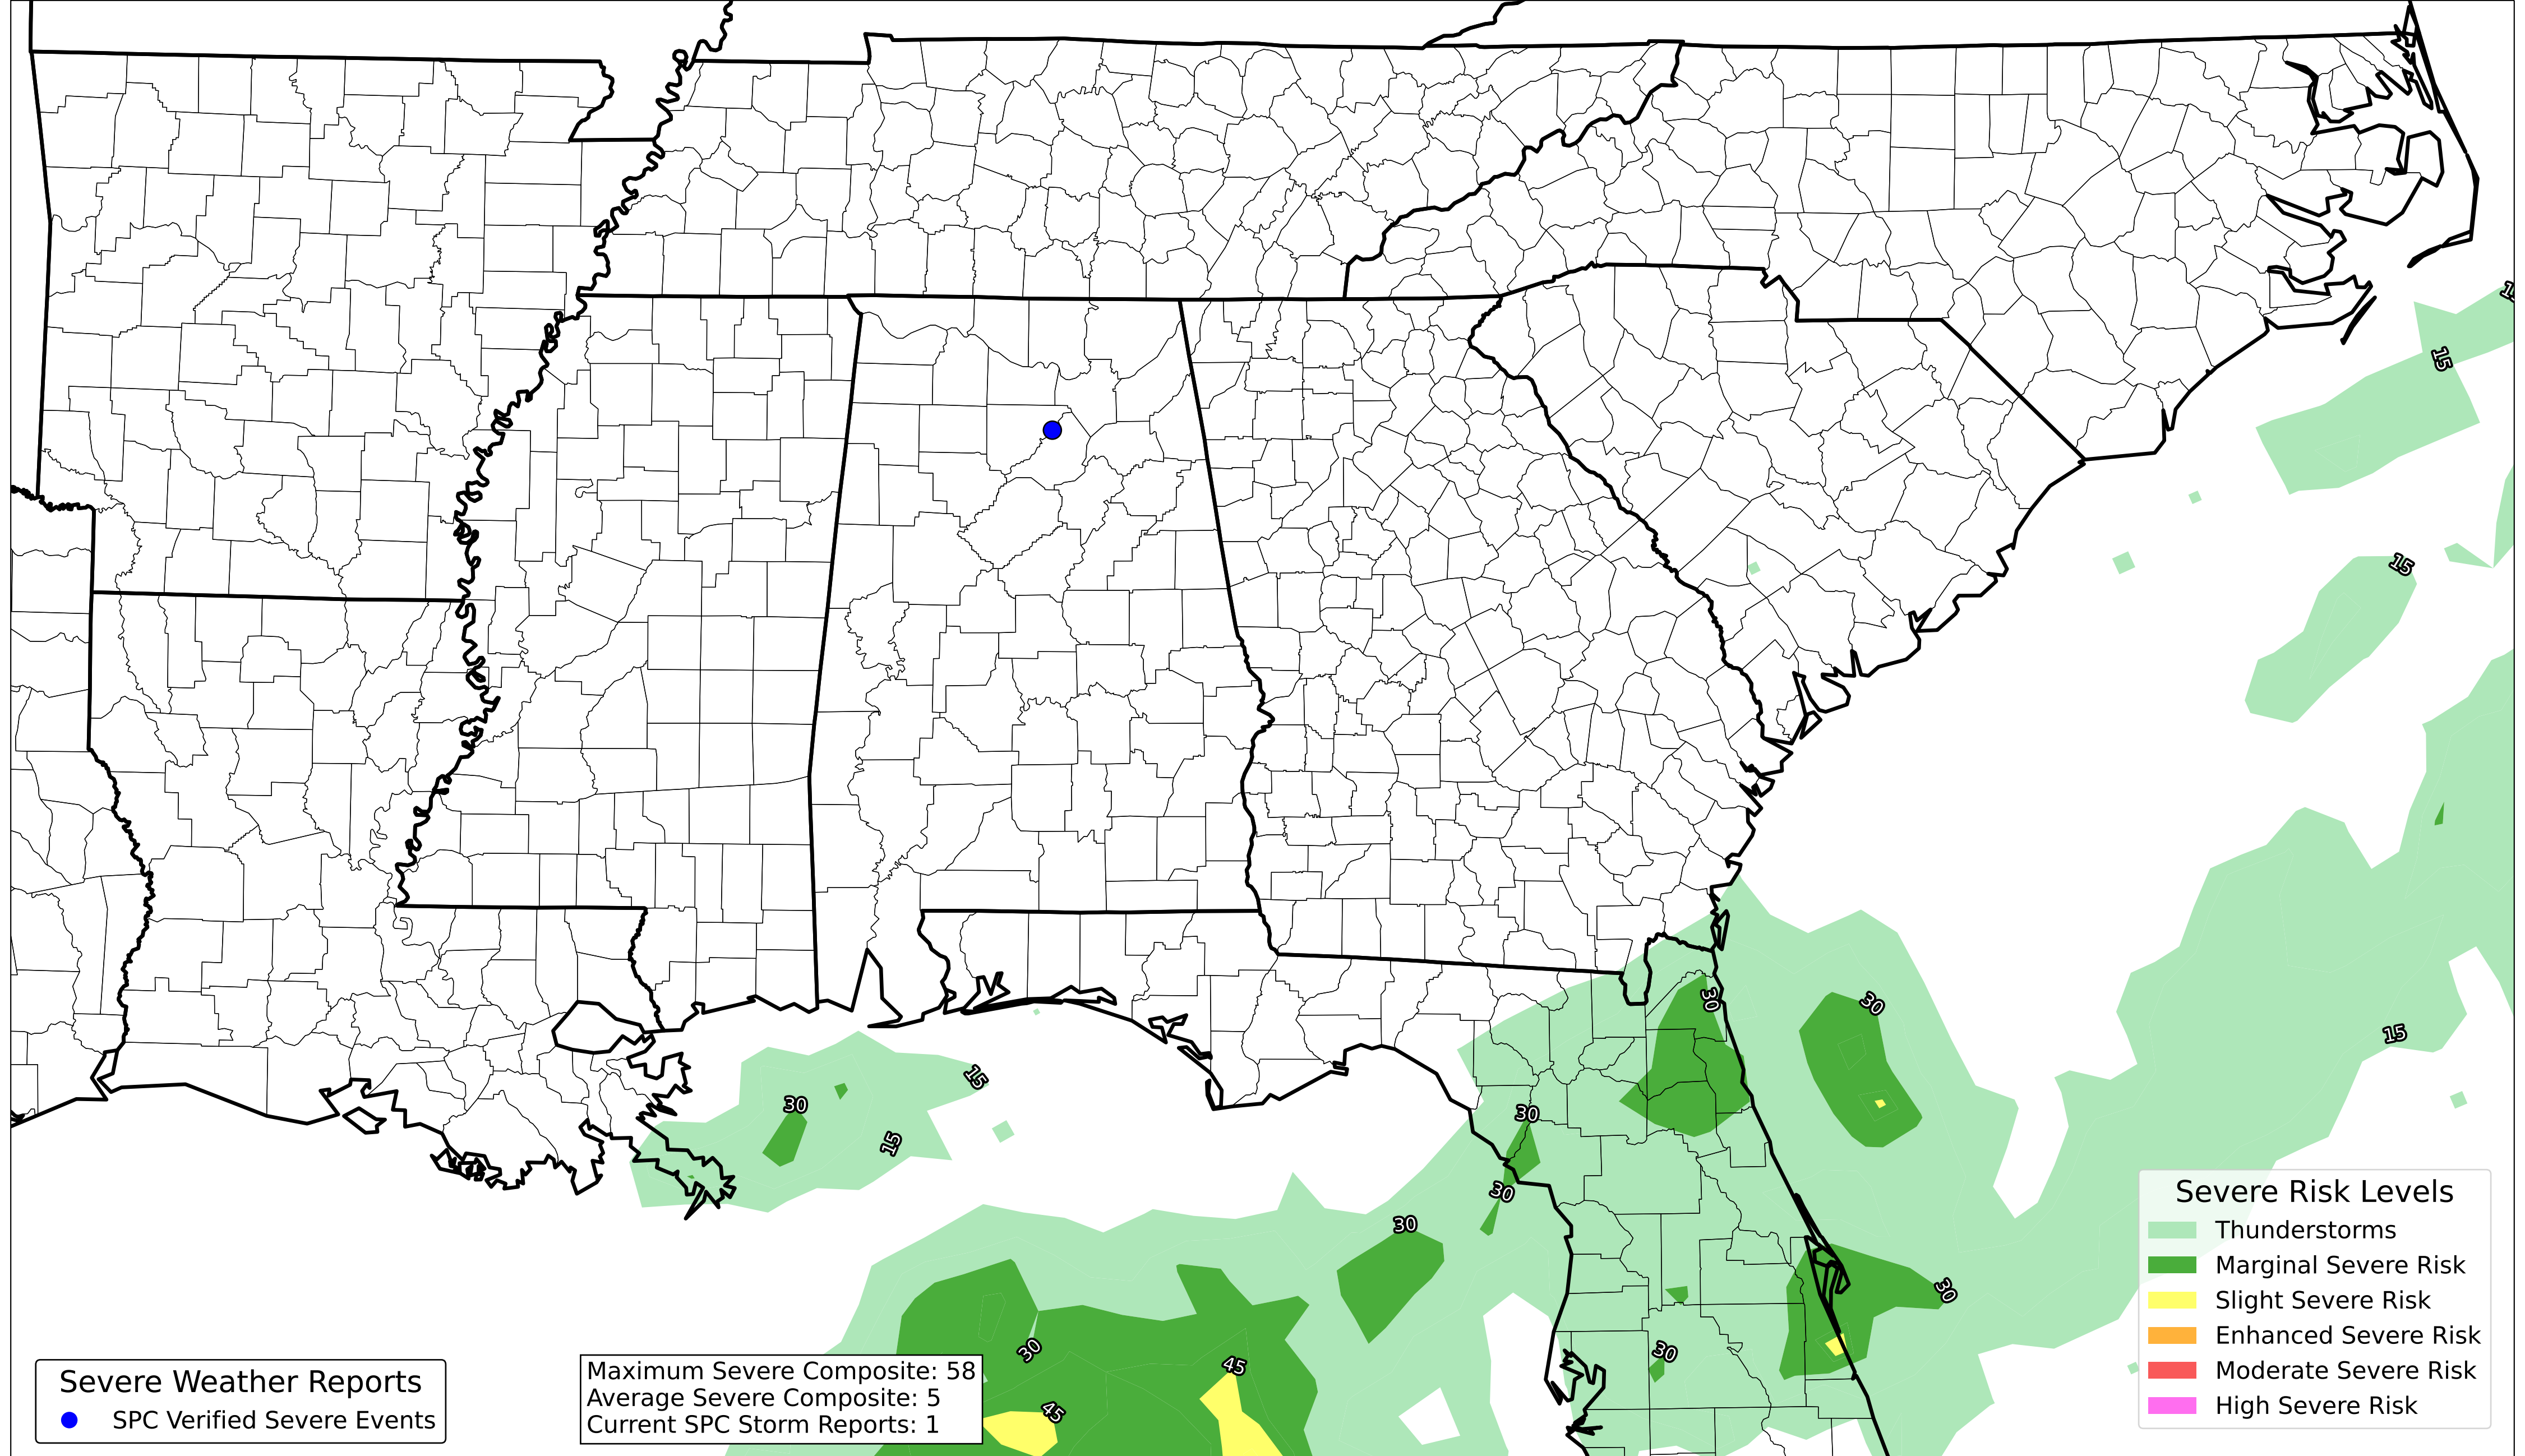 15
15
15
30
30
15
30
15
30
15
30
30
30
30
30
45
45
Severe Risk Levels
Thunderstorms
Marginal Severe Risk
Slight Severe Risk
Enhanced Severe Risk
Moderate Severe Risk
High Severe Risk
Severe Weather Reports
SPC Verified Severe Events
Maximum Severe Composite: 58
Average Severe Composite: 5
Current SPC Storm Reports: 1